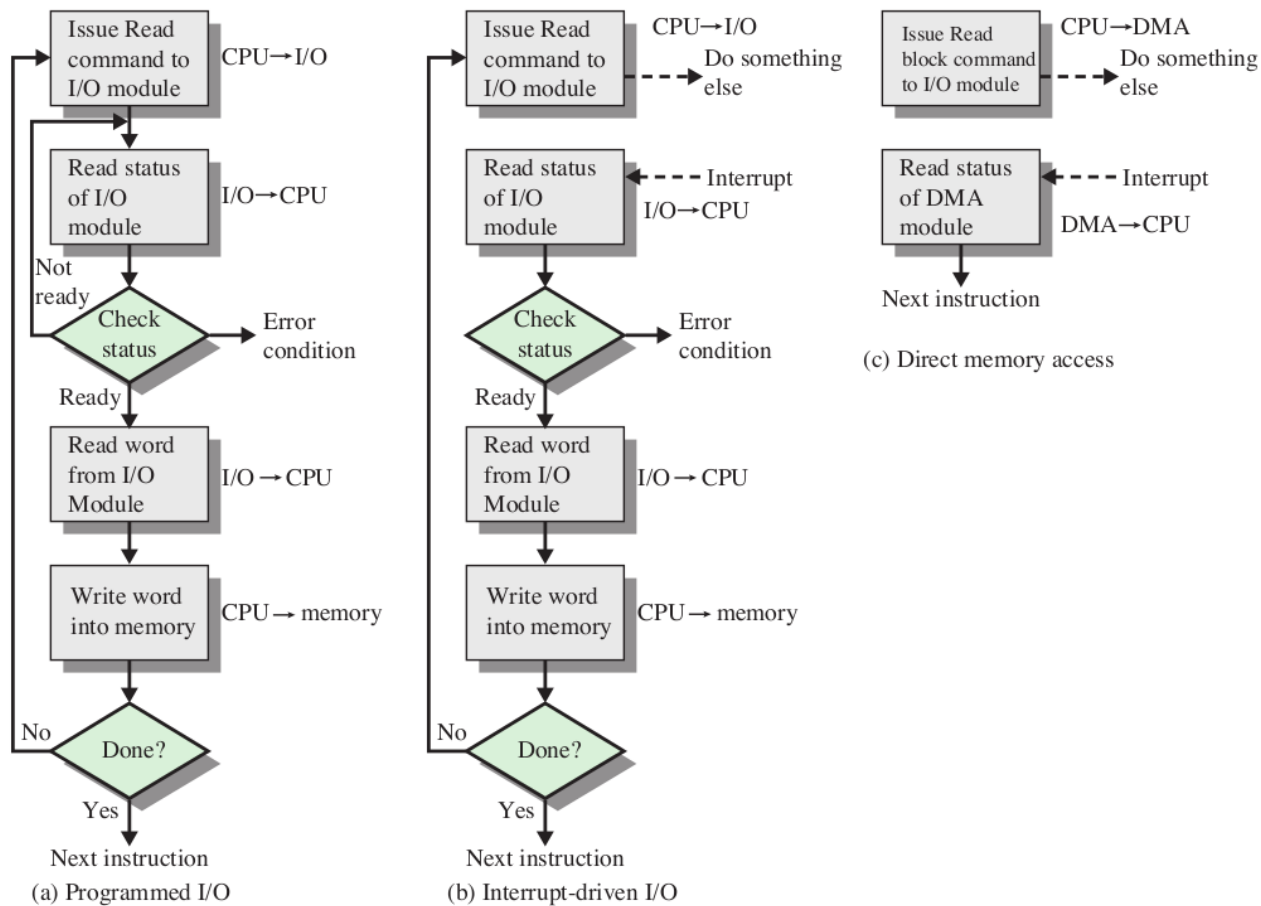 Issue Read
command to
I/O module
CPU→I/O
Read status
of I/O
module
I/O→CPU
Not
ready
Check
status
Error
condition
Ready
Read word
from I/O
Module
I/O → CPU
Write word
into memory
CPU → memory
No
Done?
Yes
Next instruction
(a) Programmed I/O
Issue Read
command to
I/O module
CPU→I/O
Do something
else
Read status
of I/O
module
Interrupt
I/O→CPU
Check
status
Error
condition
Ready
Read word
from I/O
Module
I/O → CPU
Write word
into memory
CPU → memory
No
Done?
Yes
Next instruction
(b) Interrupt-driven I/O
Issue Read
block command
to I/O module
CPU→DMA
Do something
else
Read status
of DMA
module
Interrupt
DMA→CPU
Next instruction
(c) Direct memory access